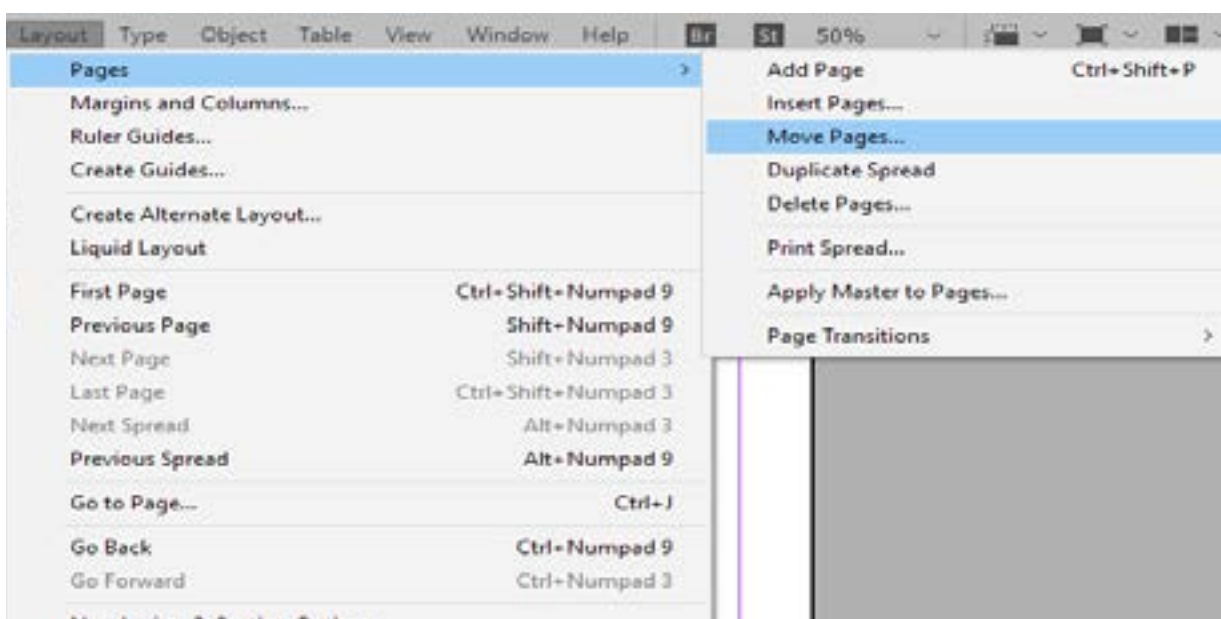 Layout Type Object Table View Window Help Br St 50%
Pages >
Margins and Columns...
Ruler Guides...
Create Guides...
Create Alternate Layout...
Liquid Layout
First Page Ctrl+Shift+Numpad 9
Previous Page Shift+Numpad 9
Next Page Shift+Numpad 3
Last Page Ctrl+Shift+Numpad 3
Next Spread Alt+Numpad 3
Previous Spread Alt+Numpad 9
Go to Page... Ctrl+J
Go Back Ctrl+Numpad 9
Go Forward Ctrl+Numpad 3
Add Page Ctrl+Shift+P
Insert Pages...
Move Pages...
Duplicate Spread
Delete Pages...
Print Spread...
Apply Master to Pages...
Page Transitions >